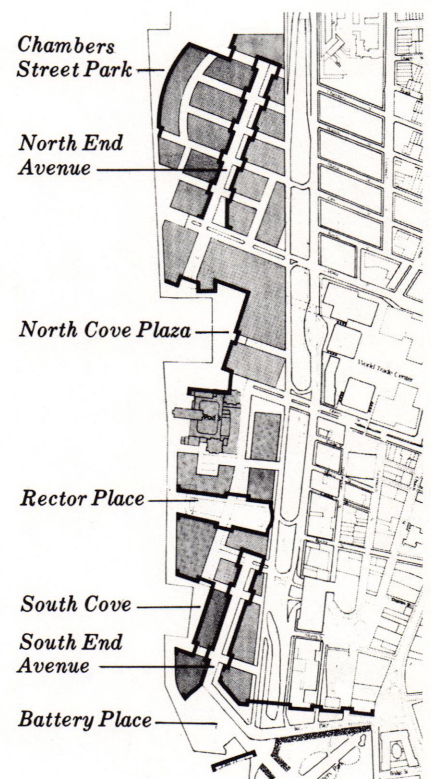 Chambers
Street Park
North End
Avenue
North Cove Plaza
World Trade Center
Rector Place
South Cove
South End
Avenue
Battery Place